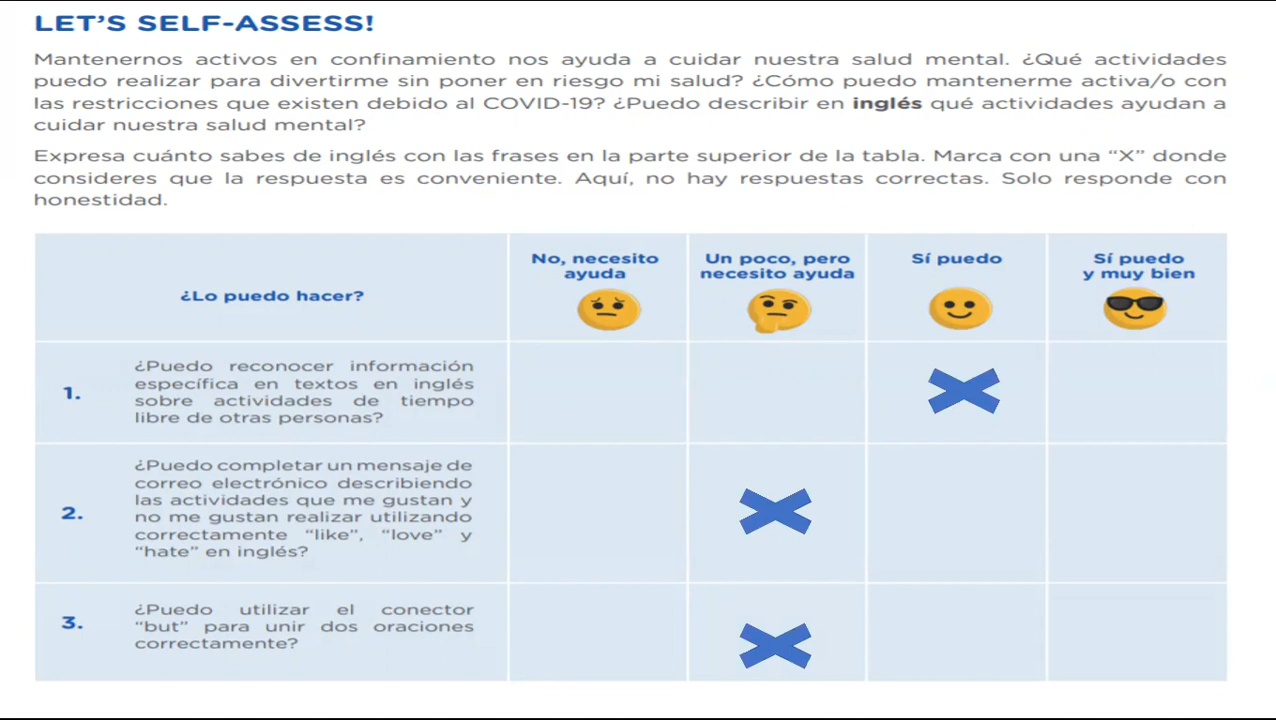 LET'S SELF-ASSESS!
Mantenernos activos en confinamiento nos ayuda a cuidar nuestra salud mental. ¿Qué actividades
puedo realizar para divertirme sin poner en riesgo mi salud? ¿Cómo puedo mantenerme activa/o con
las restricciones que existen debido al COVID-19? ¿Puedo describir en inglés qué actividades ayudan a
cuidar nuestra salud mental?
Expresa cuánto sabes de inglés con las frases en la parte superior de la tabla. Marca con una “X” donde
consideres que la respuesta es conveniente. Aquí, no hay respuestas correctas. Solo responde con
honestidad.
¿Lo puedo hacer?
No, necesito
ayuda
Un poco, pero
necesito ayuda
Sí puedo
Sí puedo
y muy bien
1.
¿Puedo reconocer información
específica en textos en inglés
sobre actividades de tiempo
libre de otras personas?
2.
¿Puedo completar un mensaje de
correo electrónico describiendo
las actividades que me gustan y
no me gustan realizar utilizando
correctamente “like”, “love” y
“hate” en inglés?
3.
¿Puedo utilizar el conector
“but” para unir dos oraciones
correctamente?